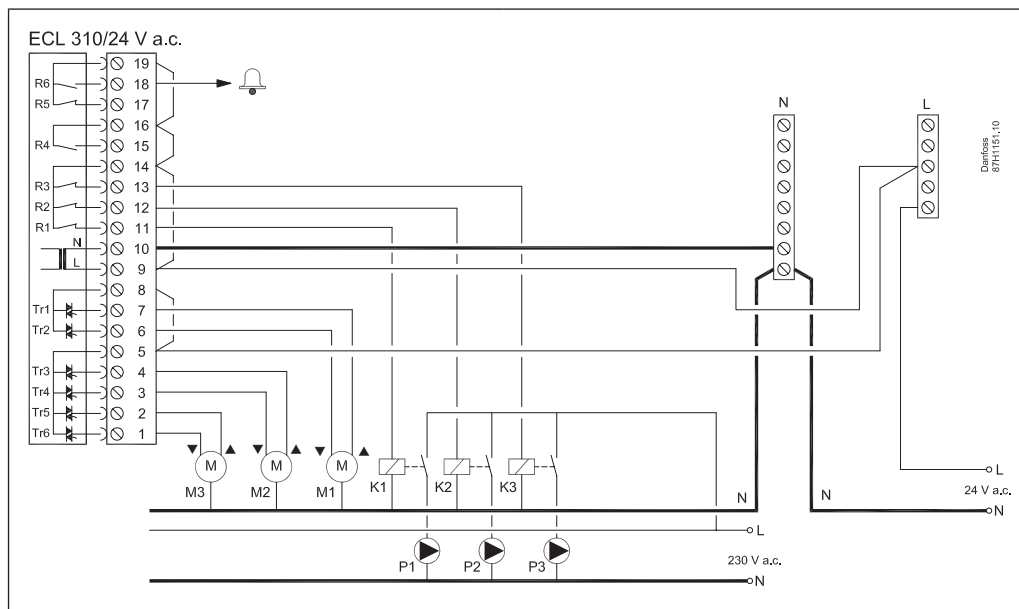 ECL 310/24 V a.c.
19
R6 18
R5 17
16
R4 15
14
R3 13
R2 12
R1 11
N 10
L 9
8
Tr1 7
Tr2 6
5
Tr3 4
Tr4 3
Tr5 2
Tr6 1
N
L
Danfoss
87H1151.10
M M M
M3 M2 M1 K1 K2 K3
N N
L
24 V a.c.
N
L
P1 P2 P3
230 V a.c.
N